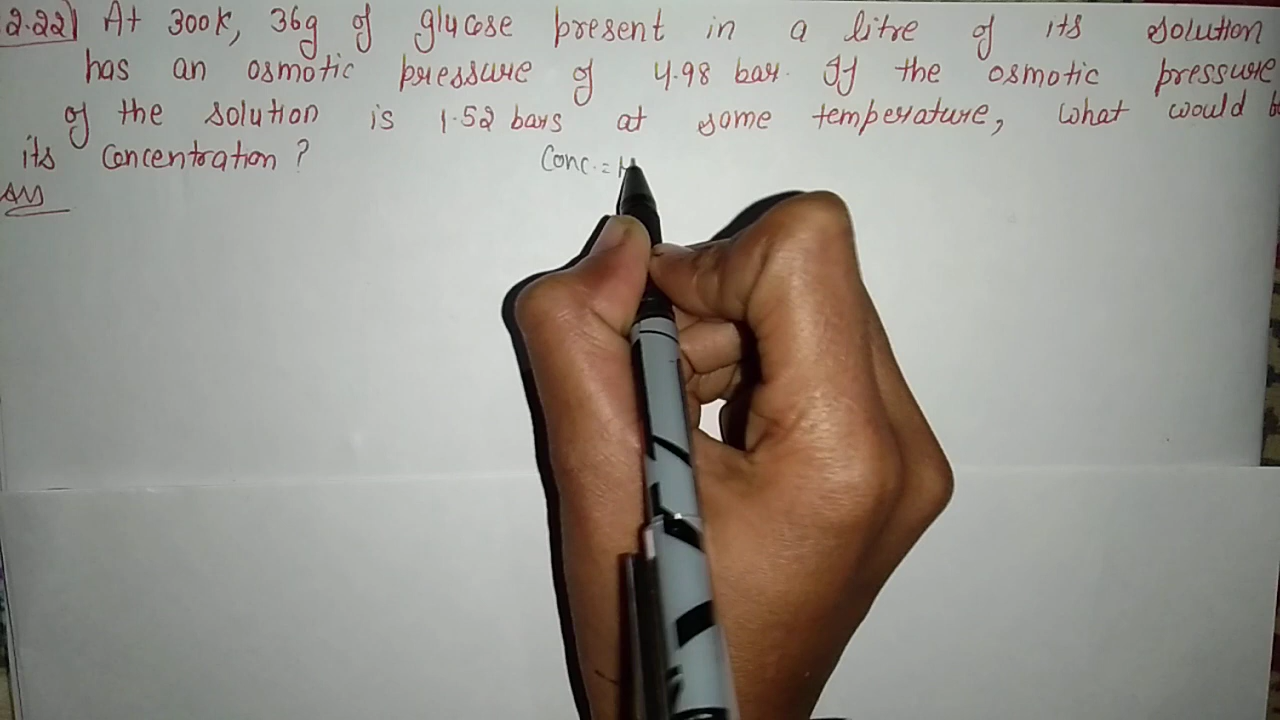 2.22) At 300K, 36g of glucose present in a litre of its solution
has an osmotic pressure of 4.98 bar. If the osmotic pressure
of the solution is 1.52 bars at same temperature, what would b
its concentration ?
Conc. = M
Ans